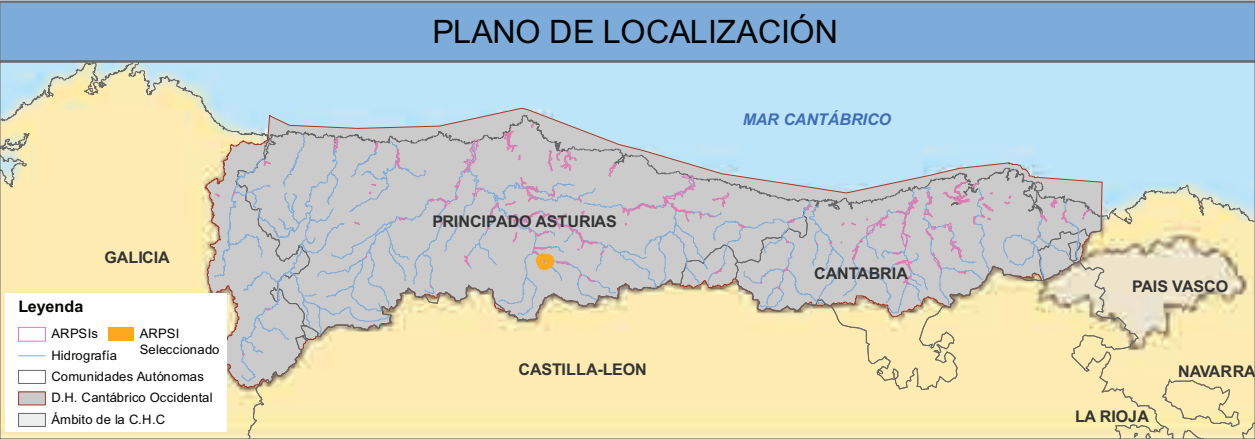 PLANO DE LOCALIZACIÓN
MAR CANTÁBRICO
PRINCIPADO ASTURIAS
GALICIA
CANTABRIA
PAIS VASCO
CASTILLA-LEON
NAVARRA
LA RIOJA
Leyenda
ARPSIs
ARPSI
Seleccionado
Hidrografía
Comunidades Autónomas
D.H. Cantábrico Occidental
Ámbito de la C.H.C